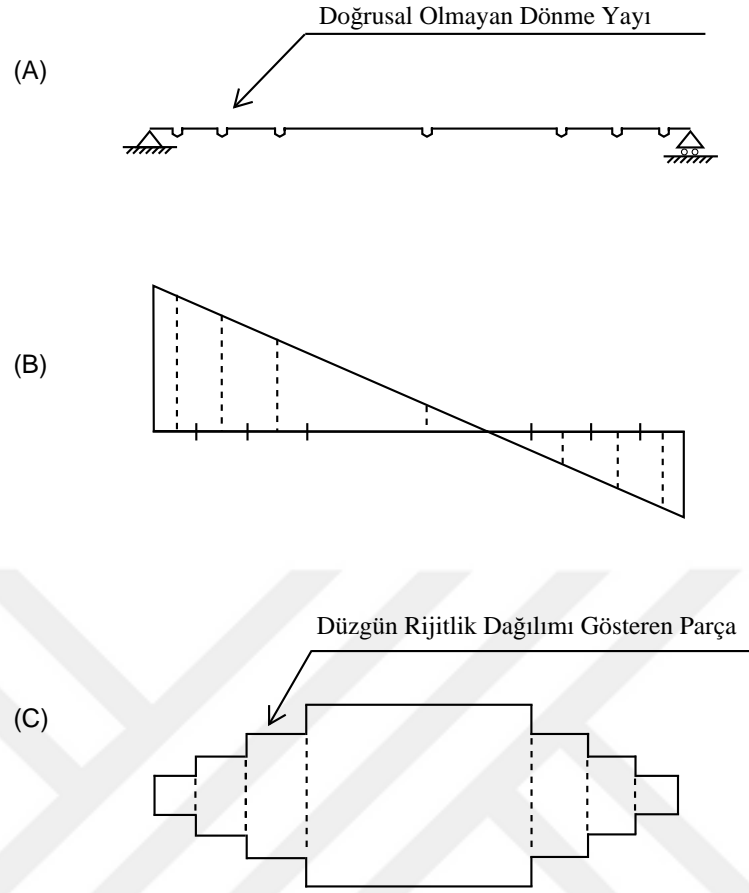 Doğrusal Olmayan Dönme Yayı
(A)
(B)
Düzgün Rijitlik Dağılımı Gösteren Parça
(C)